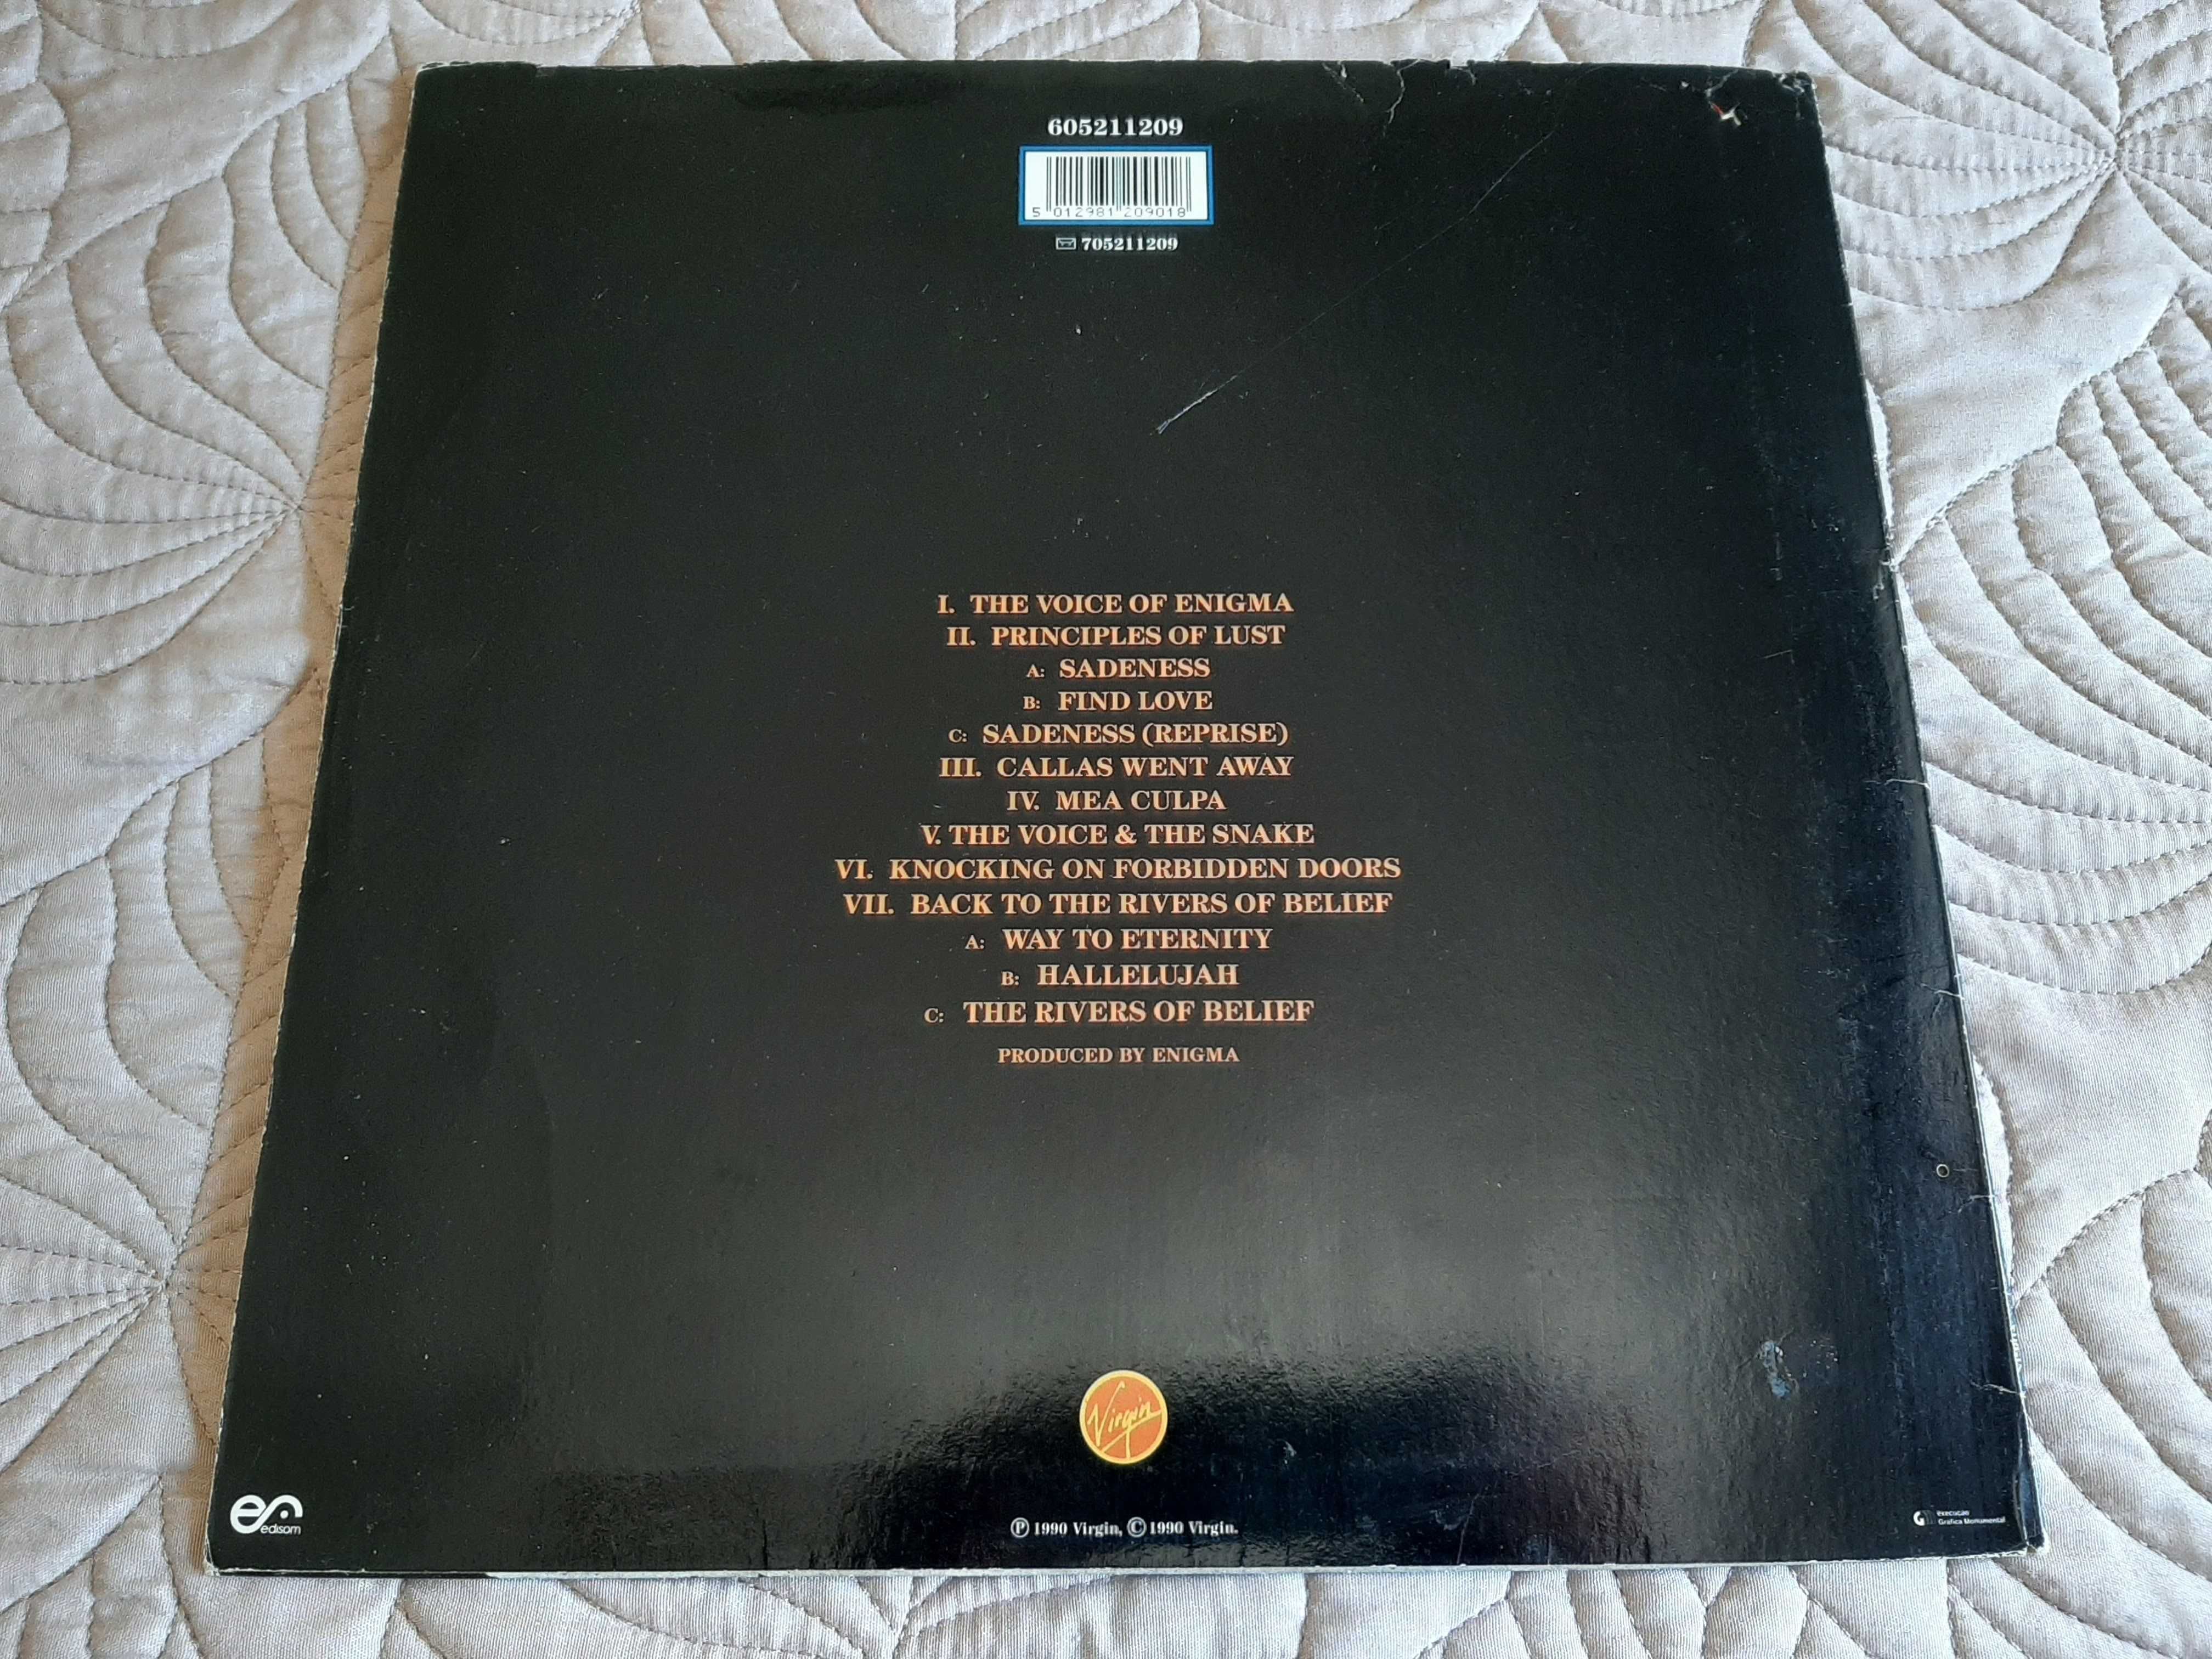 605211209
5 012981 209018
705211209
I. THE VOICE OF ENIGMA
II. PRINCIPLES OF LUST
A: SADENESS
B: FIND LOVE
C: SADENESS (REPRISE)
III. CALLAS WENT AWAY
IV. MEA CULPA
V. THE VOICE & THE SNAKE
VI. KNOCKING ON FORBIDDEN DOORS
VII. BACK TO THE RIVERS OF BELIEF
A: WAY TO ETERNITY
B: HALLELUJAH
C: THE RIVERS OF BELIEF
PRODUCED BY ENIGMA
Virgin
edisom
Ⓟ 1990 Virgin, © 1990 Virgin.
execucao
Grafica Monumental